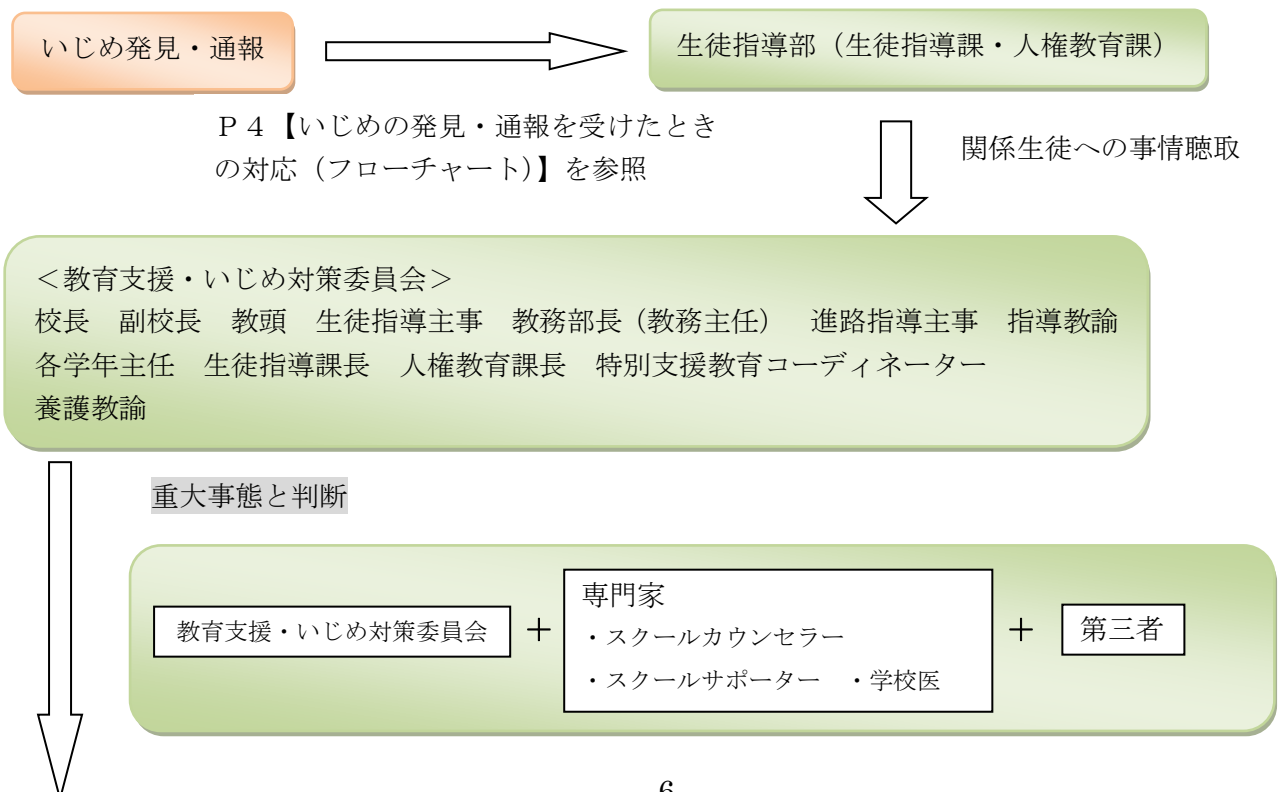 いじめ発見・通報
生徒指導部（生徒指導課・人権教育課）
Ｐ４【いじめの発見・通報を受けたとき
の対応（フローチャート）】を参照
関係生徒への事情聴取
＜教育支援・いじめ対策委員会＞
校長　副校長　教頭　生徒指導主事　教務部長（教務主任）　進路指導主事　指導教諭
各学年主任　生徒指導課長　人権教育課長　特別支援教育コーディネーター
養護教諭
重大事態と判断
教育支援・いじめ対策委員会
＋
専門家
・スクールカウンセラー
・スクールサポーター　・学校医
＋
第三者
6